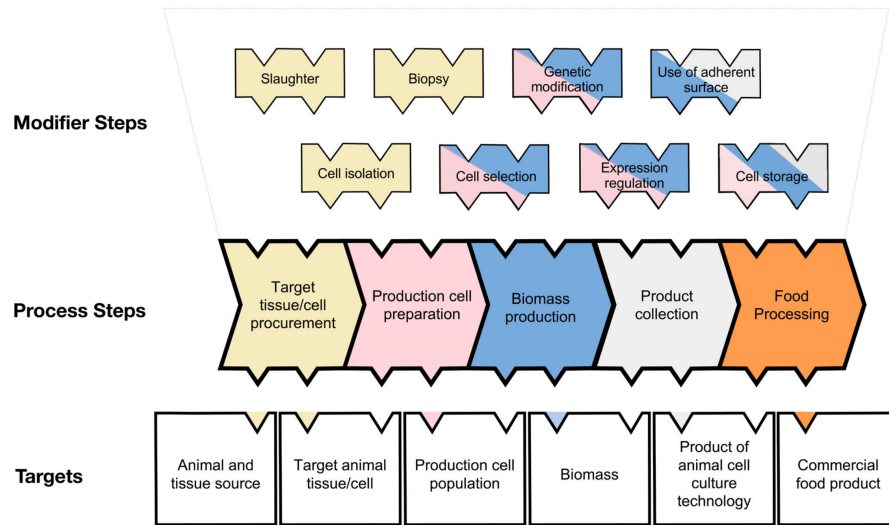 Modifier Steps
Slaughter
Biopsy
Genetic
modification
Use of adherent
surface
Cell isolation
Cell selection
Expression
regulation
Cell storage
Process Steps
Target
tissue/cell
procurement
Production cell
preparation
Biomass
production
Product
collection
Food
Processing
Targets
Animal and
tissue source
Target animal
tissue/cell
Production cell
population
Biomass
Product of
animal cell
culture
technology
Commercial
food product